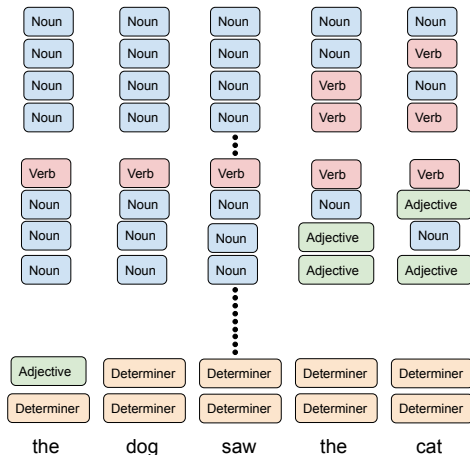 Noun Noun Noun Noun Noun
Noun Noun Noun Noun Verb
Noun Noun Noun Verb Noun
Noun Noun Noun Verb Verb
Verb Verb Verb Verb Verb
Noun Noun Noun Noun Adjective
Noun Noun Noun Adjective Noun
Noun Noun Noun Adjective Adjective
Adjective Determiner Determiner Determiner Determiner
Determiner Determiner Determiner Determiner Determiner
the dog saw the cat